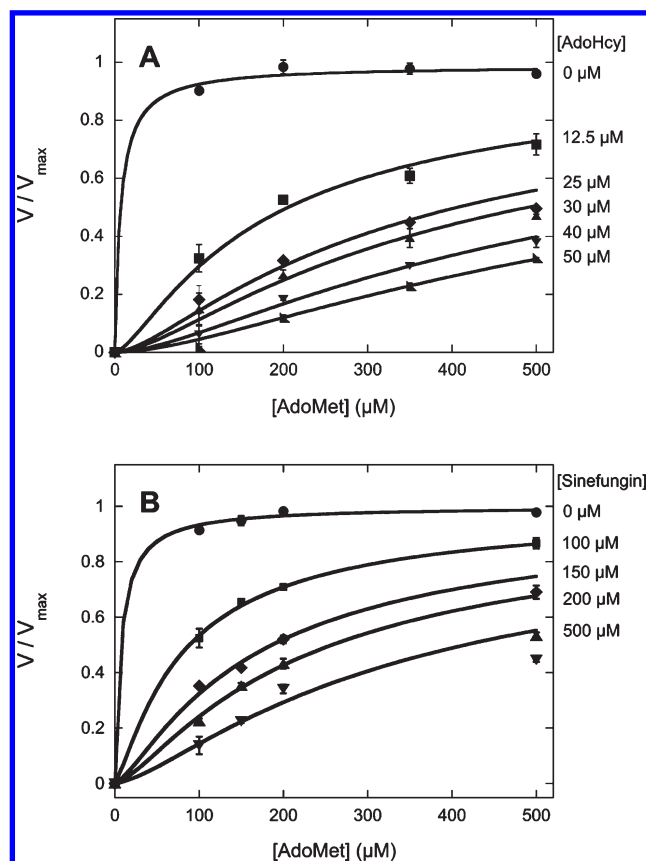 A
[AdoHcy]
0 µM
12.5 µM
25 µM
30 µM
40 µM
50 µM
1
0.8
0.6
0.4
0.2
0
V / Vmax
0 100 200 300 400 500
[AdoMet] (µM)
B
[Sinefungin]
0 µM
100 µM
150 µM
200 µM
500 µM
1
0.8
0.6
0.4
0.2
0
V / Vmax
0 100 200 300 400 500
[AdoMet] (µM)